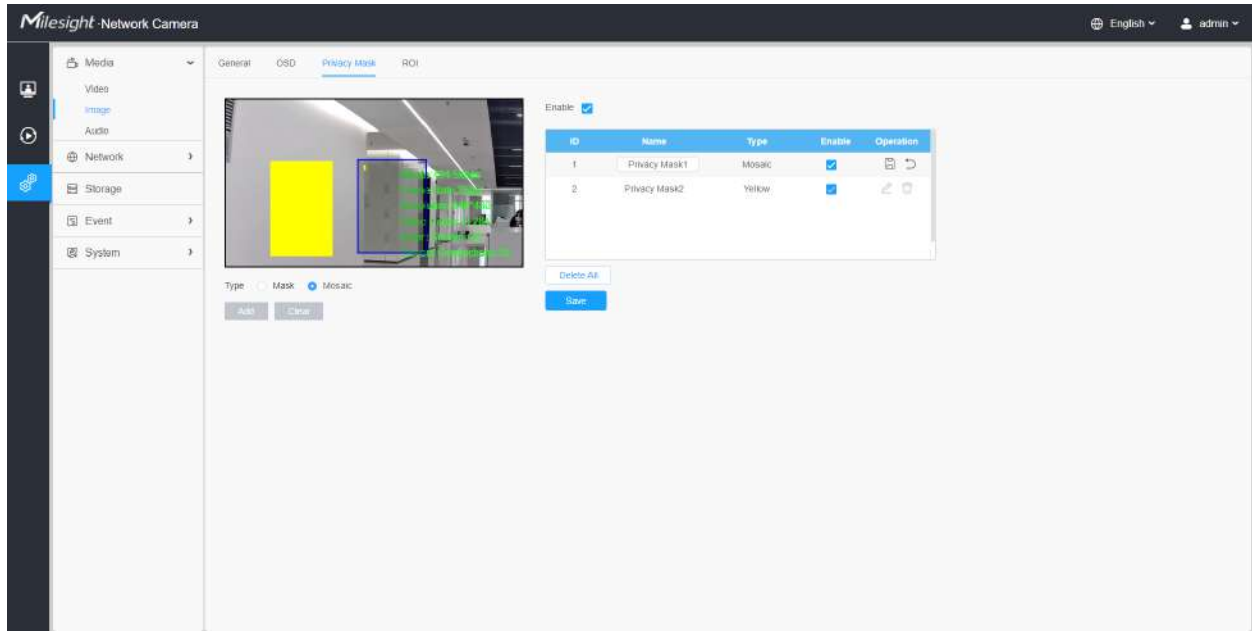 Milesight Network Camera
English
admin
Media
Video
Image
Audio
Network
Storage
Event
System
General OSD Privacy Mask ROI
1
Type Mask Mosaic
Add Clear
Enable
ID Name Type Enable Operation
1 Privacy Mask1 Mosaic
2 Privacy Mask2 Yellow
Delete All
Save